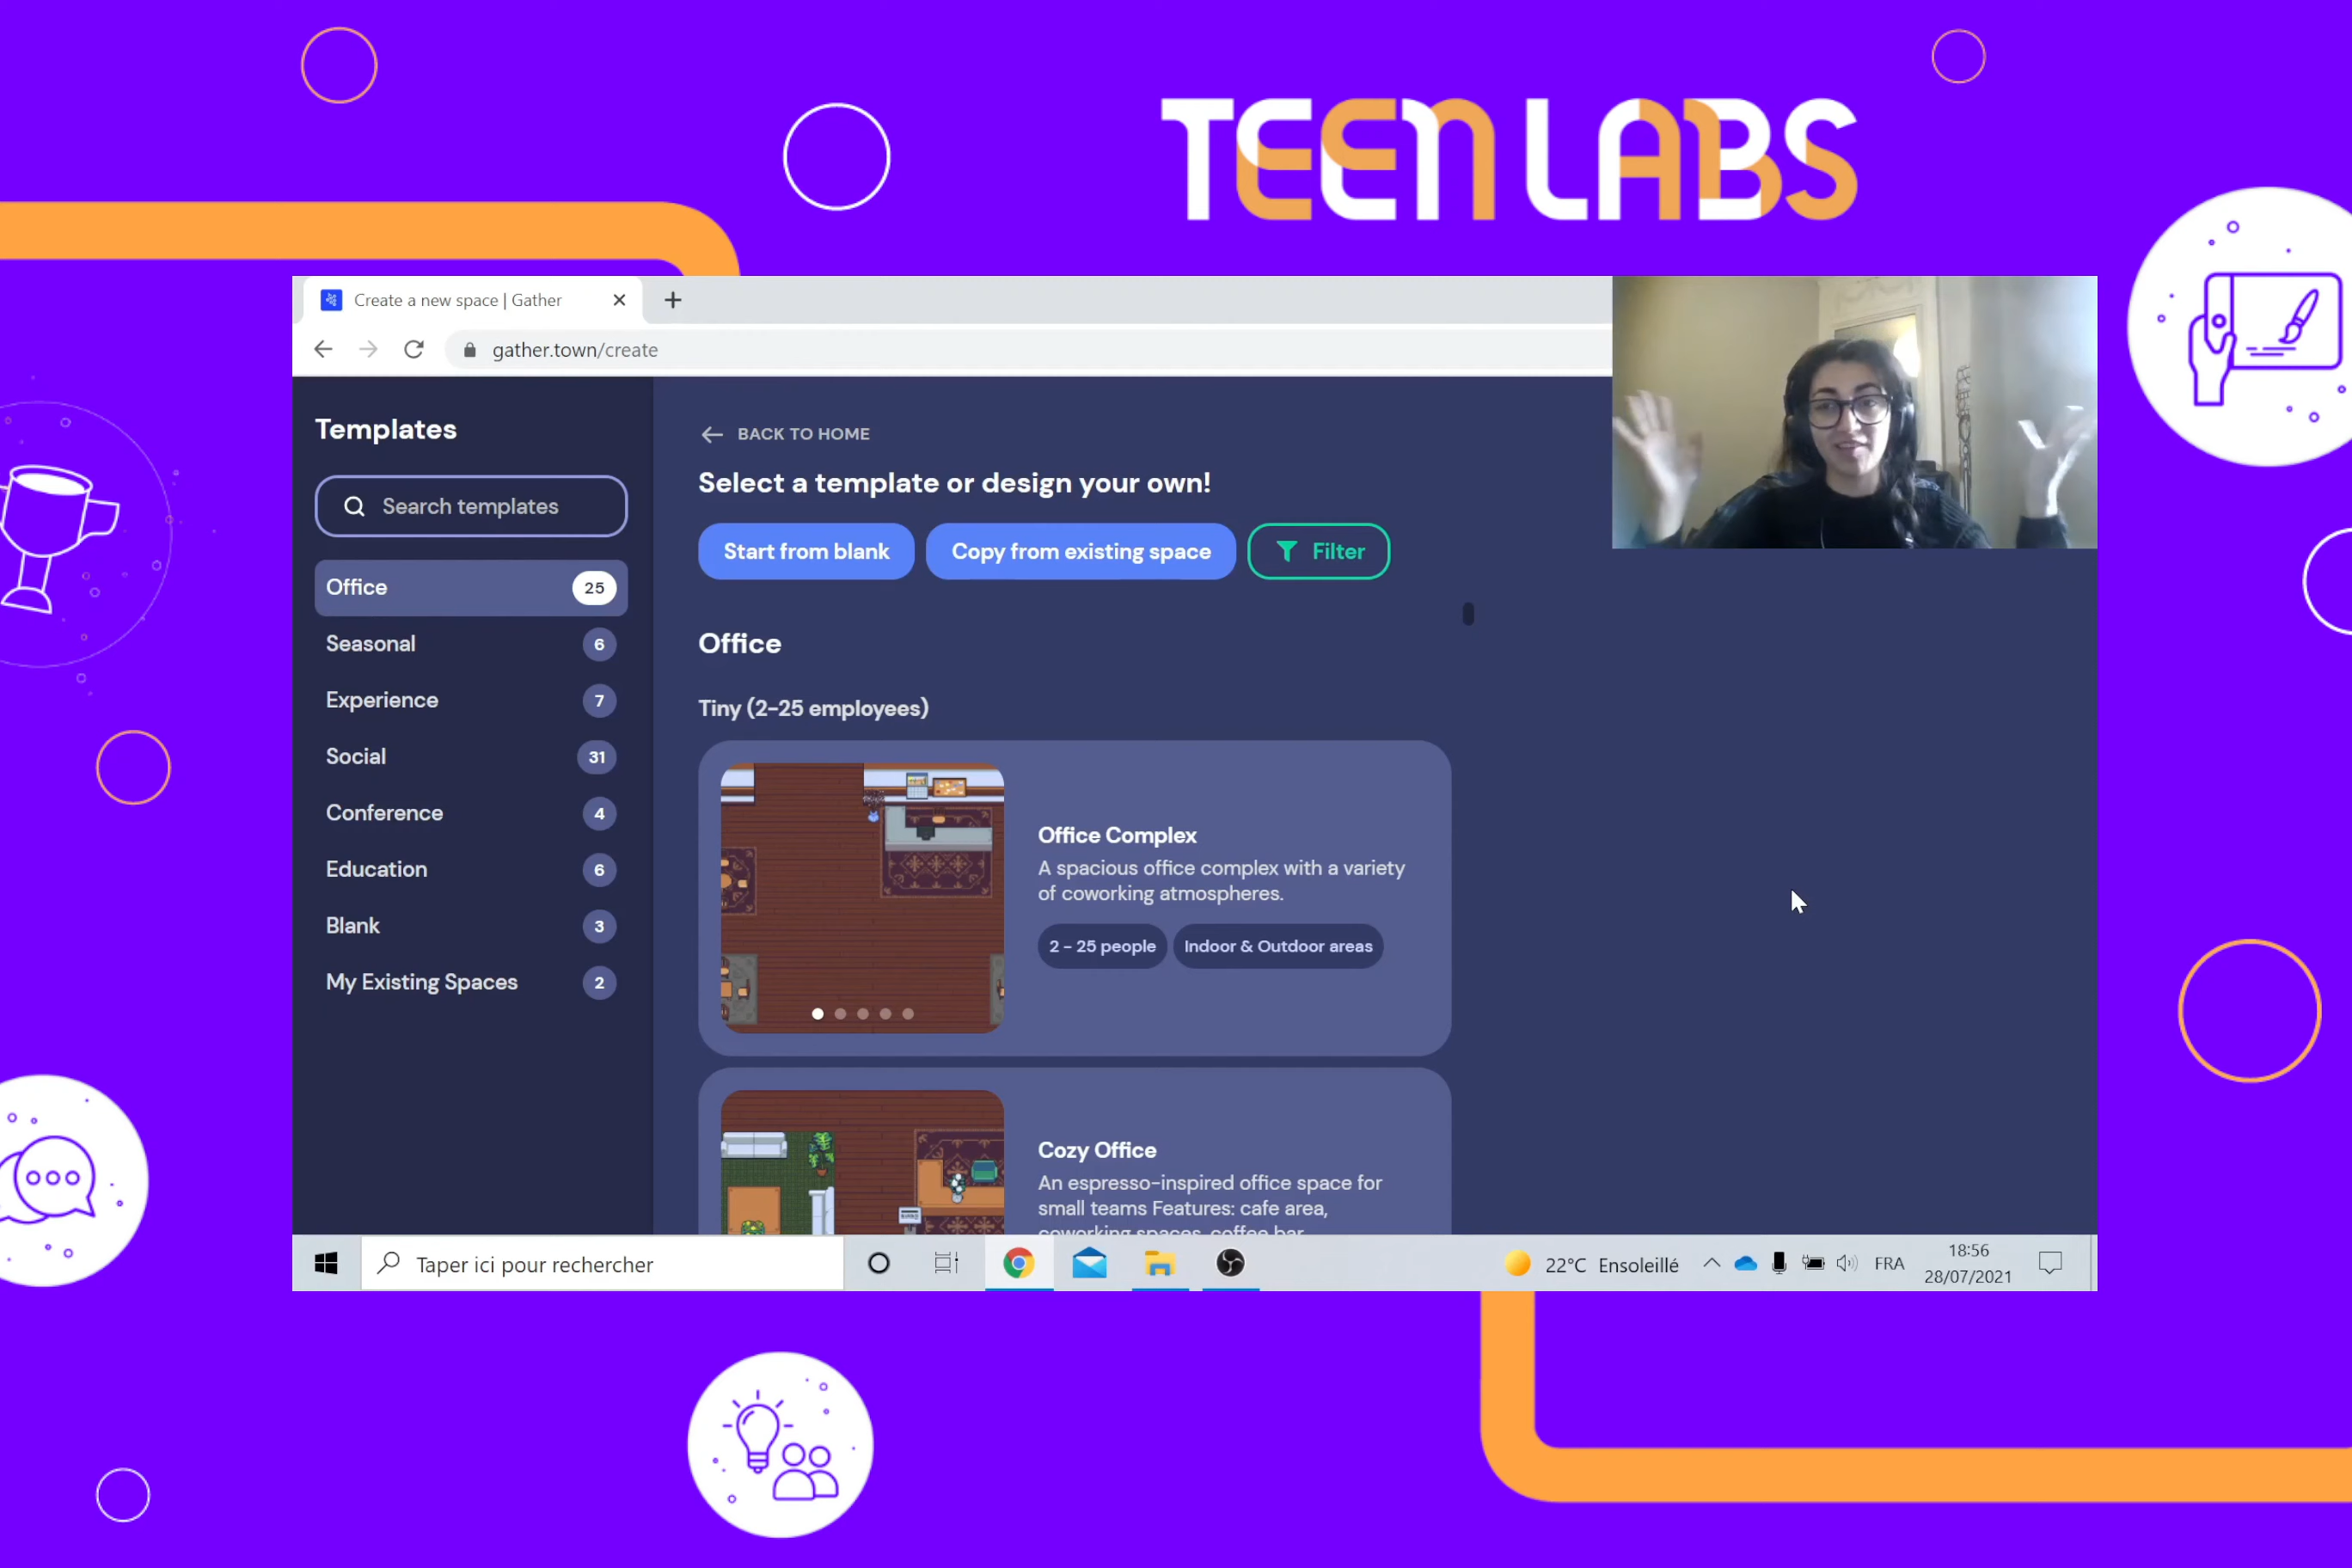 TEEN LABS
Create a new space | Gather
gather.town/create
Templates
Search templates
Office 25
Seasonal 6
Experience 7
Social 31
Conference 4
Education 6
Blank 3
My Existing Spaces 2
BACK TO HOME
Select a template or design your own!
Start from blank
Copy from existing space
Filter
Office
Tiny (2-25 employees)
Office Complex
A spacious office complex with a variety
of coworking atmospheres.
2 - 25 people
Indoor & Outdoor areas
Cozy Office
An espresso-inspired office space for
small teams Features: cafe area,
coworking spaces, coffee bar
Taper ici pour rechercher
22°C Ensoleillé
FRA
18:56
28/07/2021